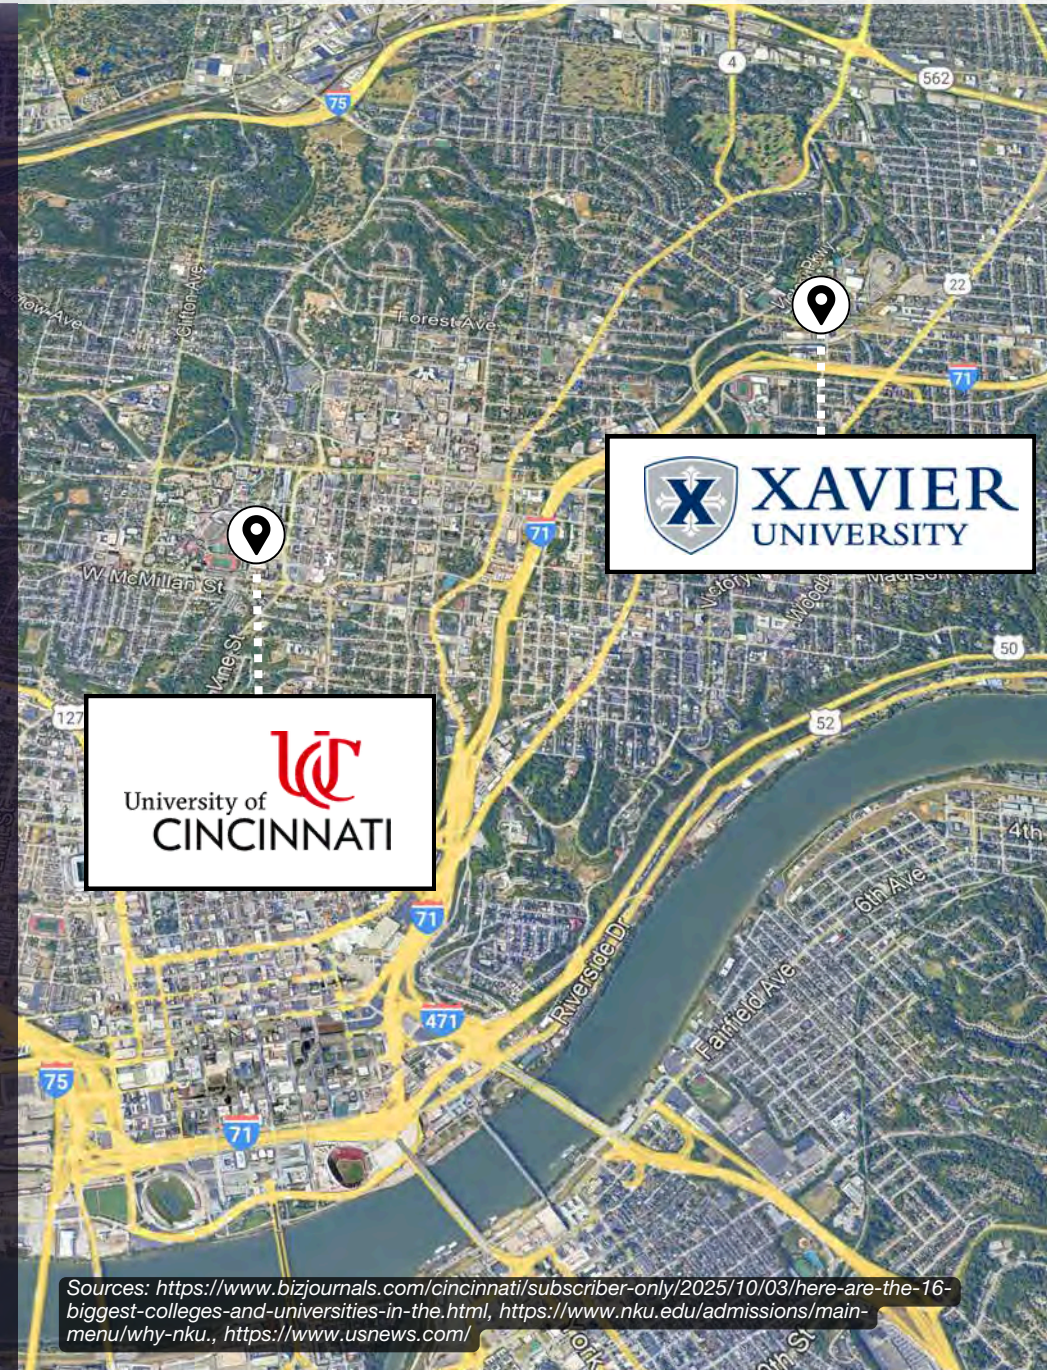 75
4
562
Clifton Ave
Forest Ave
22
71
X
XAVIER
UNIVERSITY
71
W McMillan St
Vine St
50
52
127
UC
University of
CINCINNATI
4th
6th Ave
71
Riverside Dr
Fairfield Ave
471
75
71
Sources: https://www.bizjournals.com/cincinnati/subscriber-only/2025/10/03/here-are-the-16-
biggest-colleges-and-universities-in-the.html, https://www.nku.edu/admissions/main-
menu/why-nku., https://www.usnews.com/